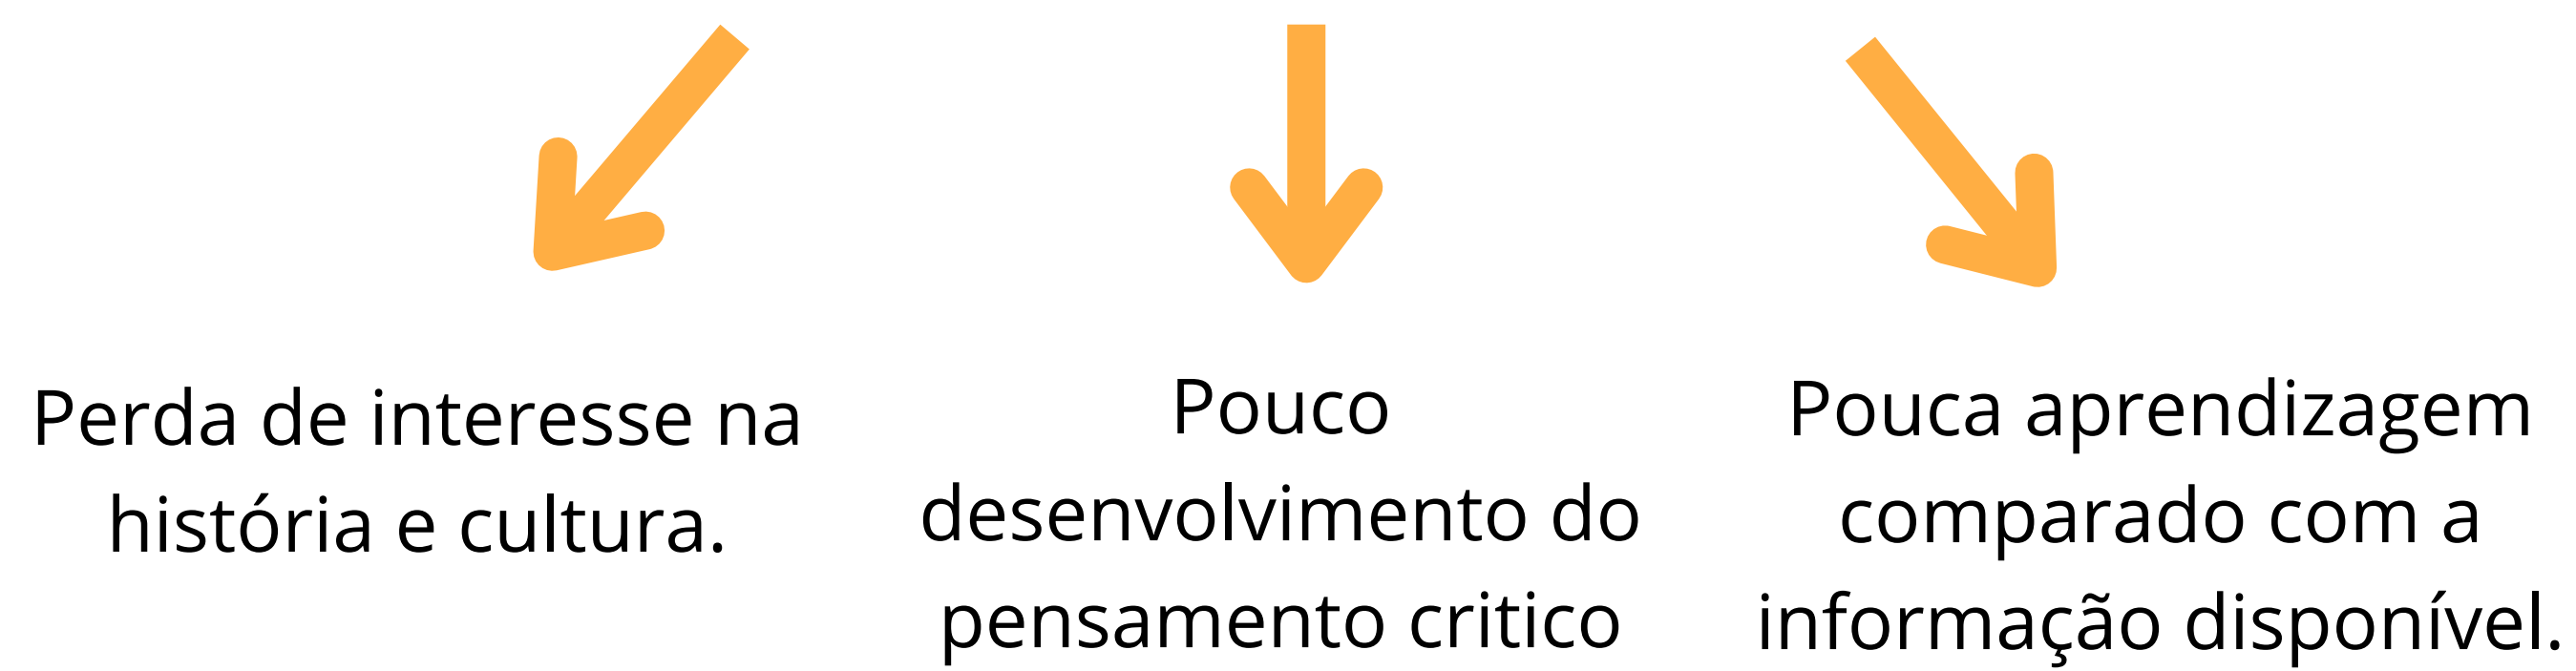 Perda de interesse na
história e cultura.
Pouco
desenvolvimento do
pensamento critico
Pouca aprendizagem
comparado com a
informação disponível.